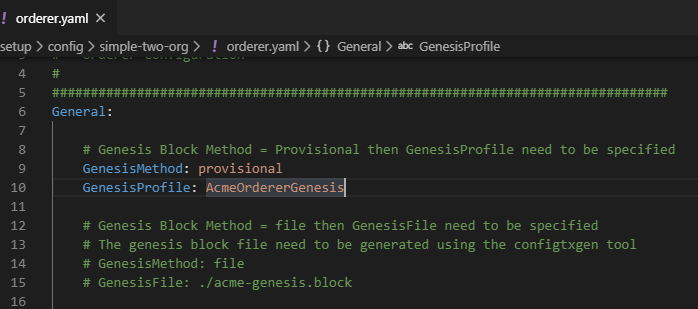 ! orderer.yaml ×
setup > config > simple-two-org > ! orderer.yaml > {} General > abc GenesisProfile
4 #
5 ################################################################################
6 General:
7
8 # Genesis Block Method = Provisional then GenesisProfile need to be specified
9 GenesisMethod: provisional
10 GenesisProfile: AcmeOrdererGenesis
11
12 # Genesis Block Method = file then GenesisFile need to be specified
13 # The genesis block file need to be generated using the configtxgen tool
14 # GenesisMethod: file
15 # GenesisFile: ./acme-genesis.block
16